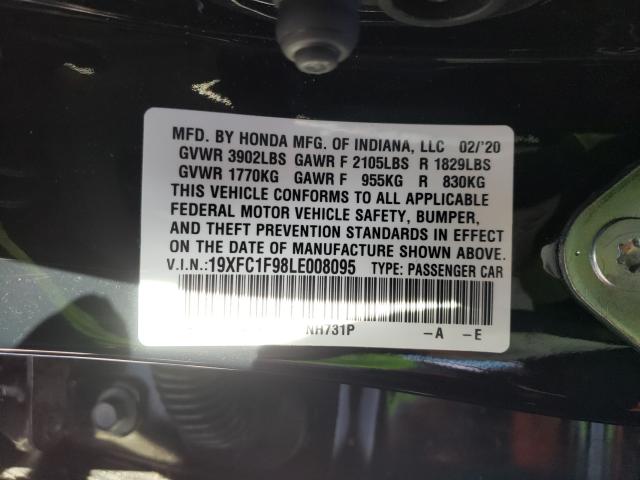 MFD. BY HONDA MFG. OF INDIANA, LLC 02/'20
GVWR 3902LBS GAWR F 2105LBS R 1829LBS
GVWR 1770KG GAWR F 955KG R 830KG
THIS VEHICLE CONFORMS TO ALL APPLICABLE
FEDERAL MOTOR VEHICLE SAFETY, BUMPER,
AND THEFT PREVENTION STANDARDS IN EFFECT
ON THE DATE OF MANUFACTURE SHOWN ABOVE.
V.I.N.:19XFC1F98LE008095 TYPE: PASSENGER CAR
NH731P –A –E